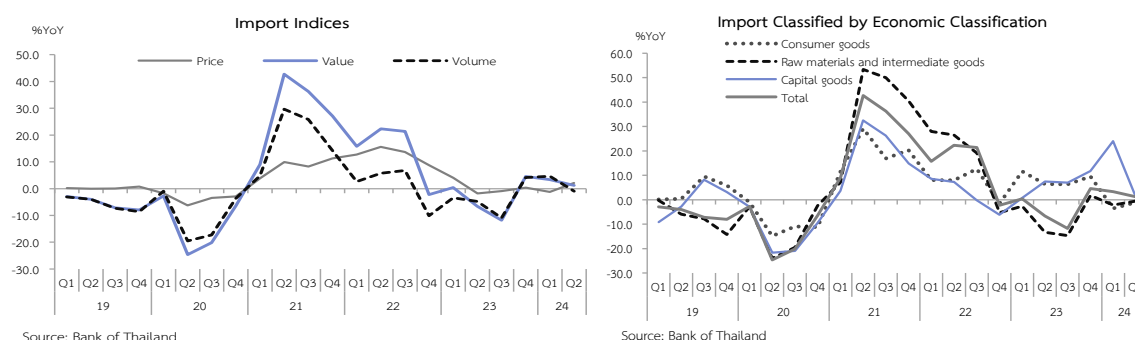 Import Indices
%YoY
Price Value Volume
50.0
40.0
30.0
20.0
10.0
0.0
-10.0
-20.0
-30.0
Q1 Q2 Q3 Q4 Q1 Q2 Q3 Q4 Q1 Q2 Q3 Q4 Q1 Q2 Q3 Q4 Q1 Q2 Q3 Q4 Q1 Q2
19 20 21 22 23 24
Source: Bank of Thailand
Import Classified by Economic Classification
%YoY
Consumer goods
Raw materials and intermediate goods
Capital goods
Total
60.0
50.0
40.0
30.0
20.0
10.0
0.0
-10.0
-20.0
-30.0
Q1 Q2 Q3 Q4 Q1 Q2 Q3 Q4 Q1 Q2 Q3 Q4 Q1 Q2 Q3 Q4 Q1 Q2 Q3 Q4 Q1
19 20 21 22 23 24
Source: Bank of Thailand